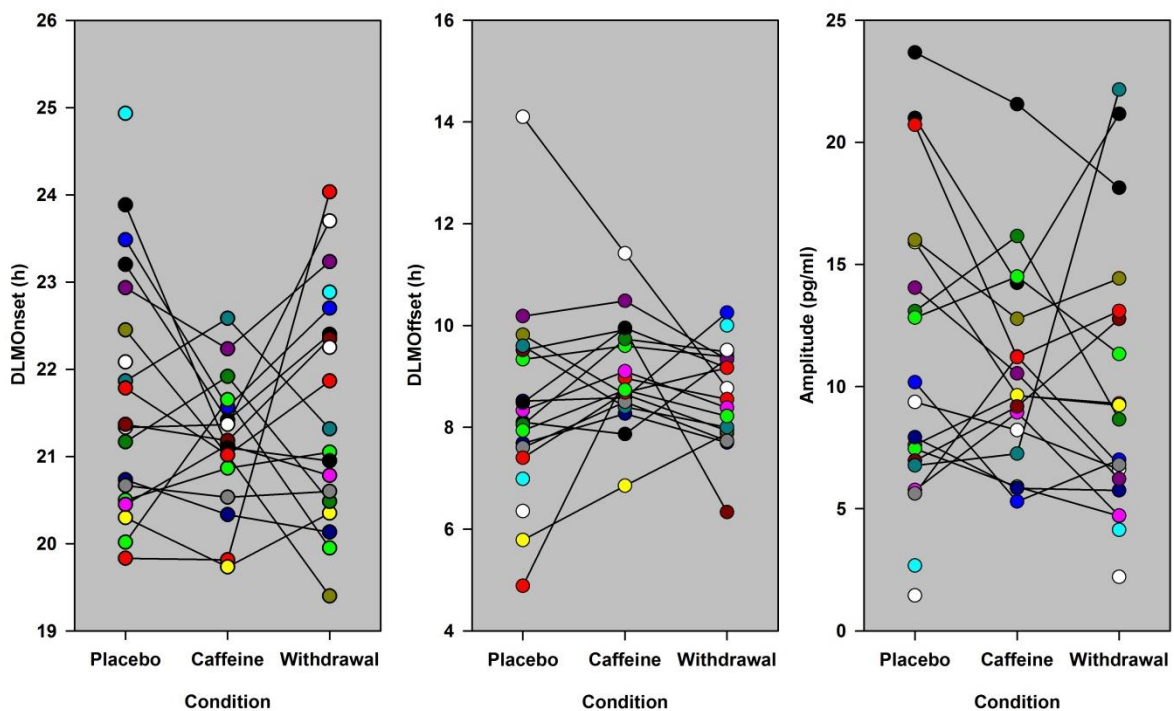 DLMOnset (h)
26
25
24
23
22
21
20
19
Placebo Caffeine Withdrawal
Condition
DLMOffset (h)
16
14
12
10
8
6
4
Placebo Caffeine Withdrawal
Condition
Amplitude (pg/ml)
25
20
15
10
5
0
Placebo Caffeine Withdrawal
Condition